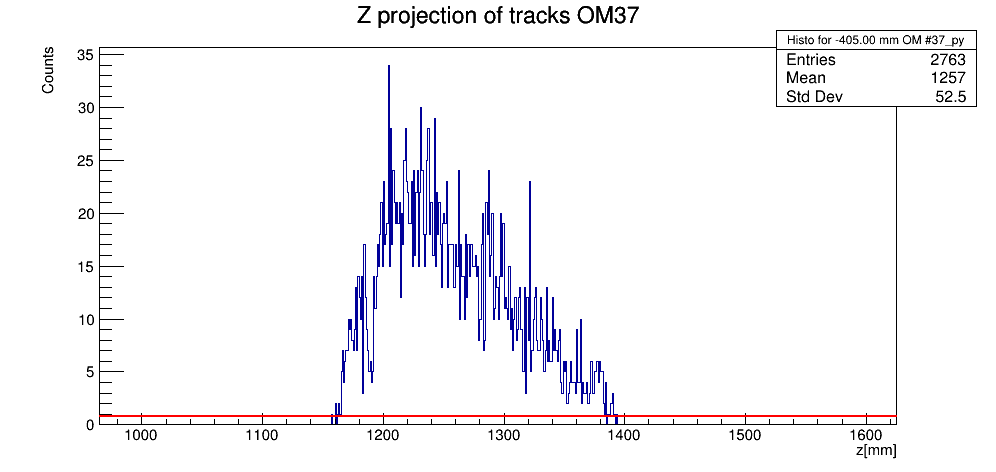 Z projection of tracks OM37
Histo for -405.00 mm OM #37_py
Entries 2763
Mean 1257
Std Dev 52.5
Counts
35
30
25
20
15
10
5
0
1000 1100 1200 1300 1400 1500 1600
z[mm]